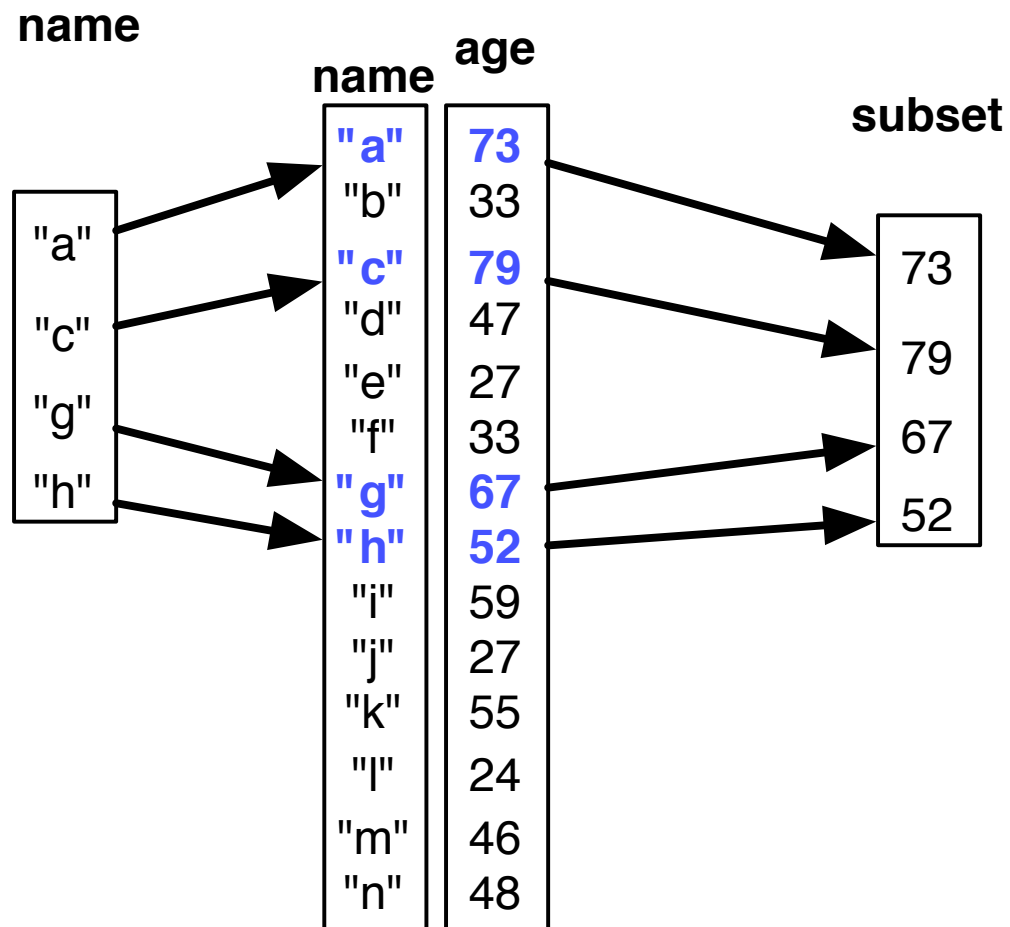 name
name
age
subset
"a"
"c"
"g"
"h"
"a" 73
"b" 33
"c" 79
"d" 47
"e" 27
"f" 33
"g" 67
"h" 52
"i" 59
"j" 27
"k" 55
"l" 24
"m" 46
"n" 48
73
79
67
52